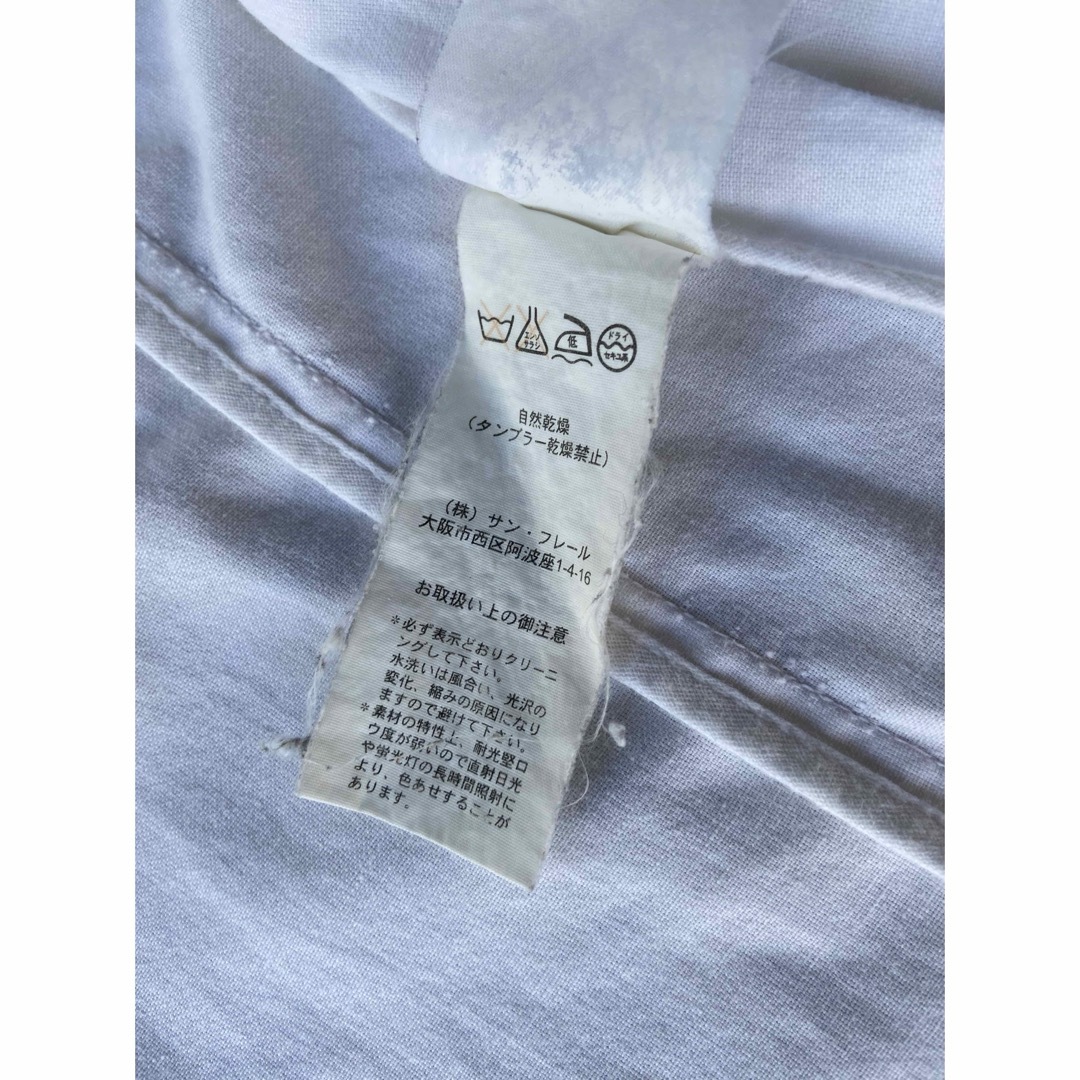 エンソ
サラシ
低
ドライ
セキユ系
自然乾燥
(タンブラー乾燥禁止)
(株) サン・フレール
大阪市西区阿波座1-4-16
お取扱い上の御注意
*必ず表示どおりクリーニ
ングして下さい。
水洗いは風合い、光沢の
変化、縮みの原因になり
ますので避けて下さい。
*素材の特性上、耐光堅ロ
ウ度が弱いので直射日光
や蛍光灯の長時間照射に
より、色あせすることが
あります。